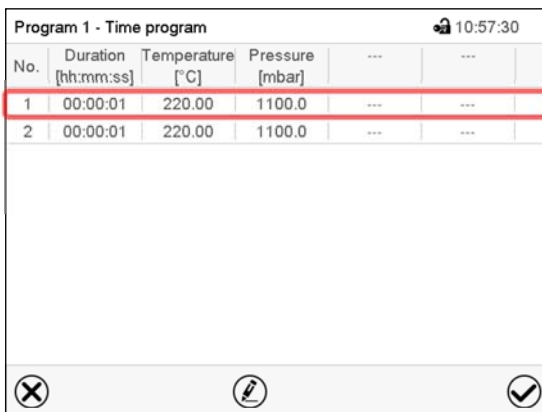 Program 1 - Time program 10:57:30
No. Duration [hh:mm:ss] Temperature [°C] Pressure [mbar] --- ---
1 00:00:01 220.00 1100.0 --- ---
2 00:00:01 220.00 1100.0 --- ---